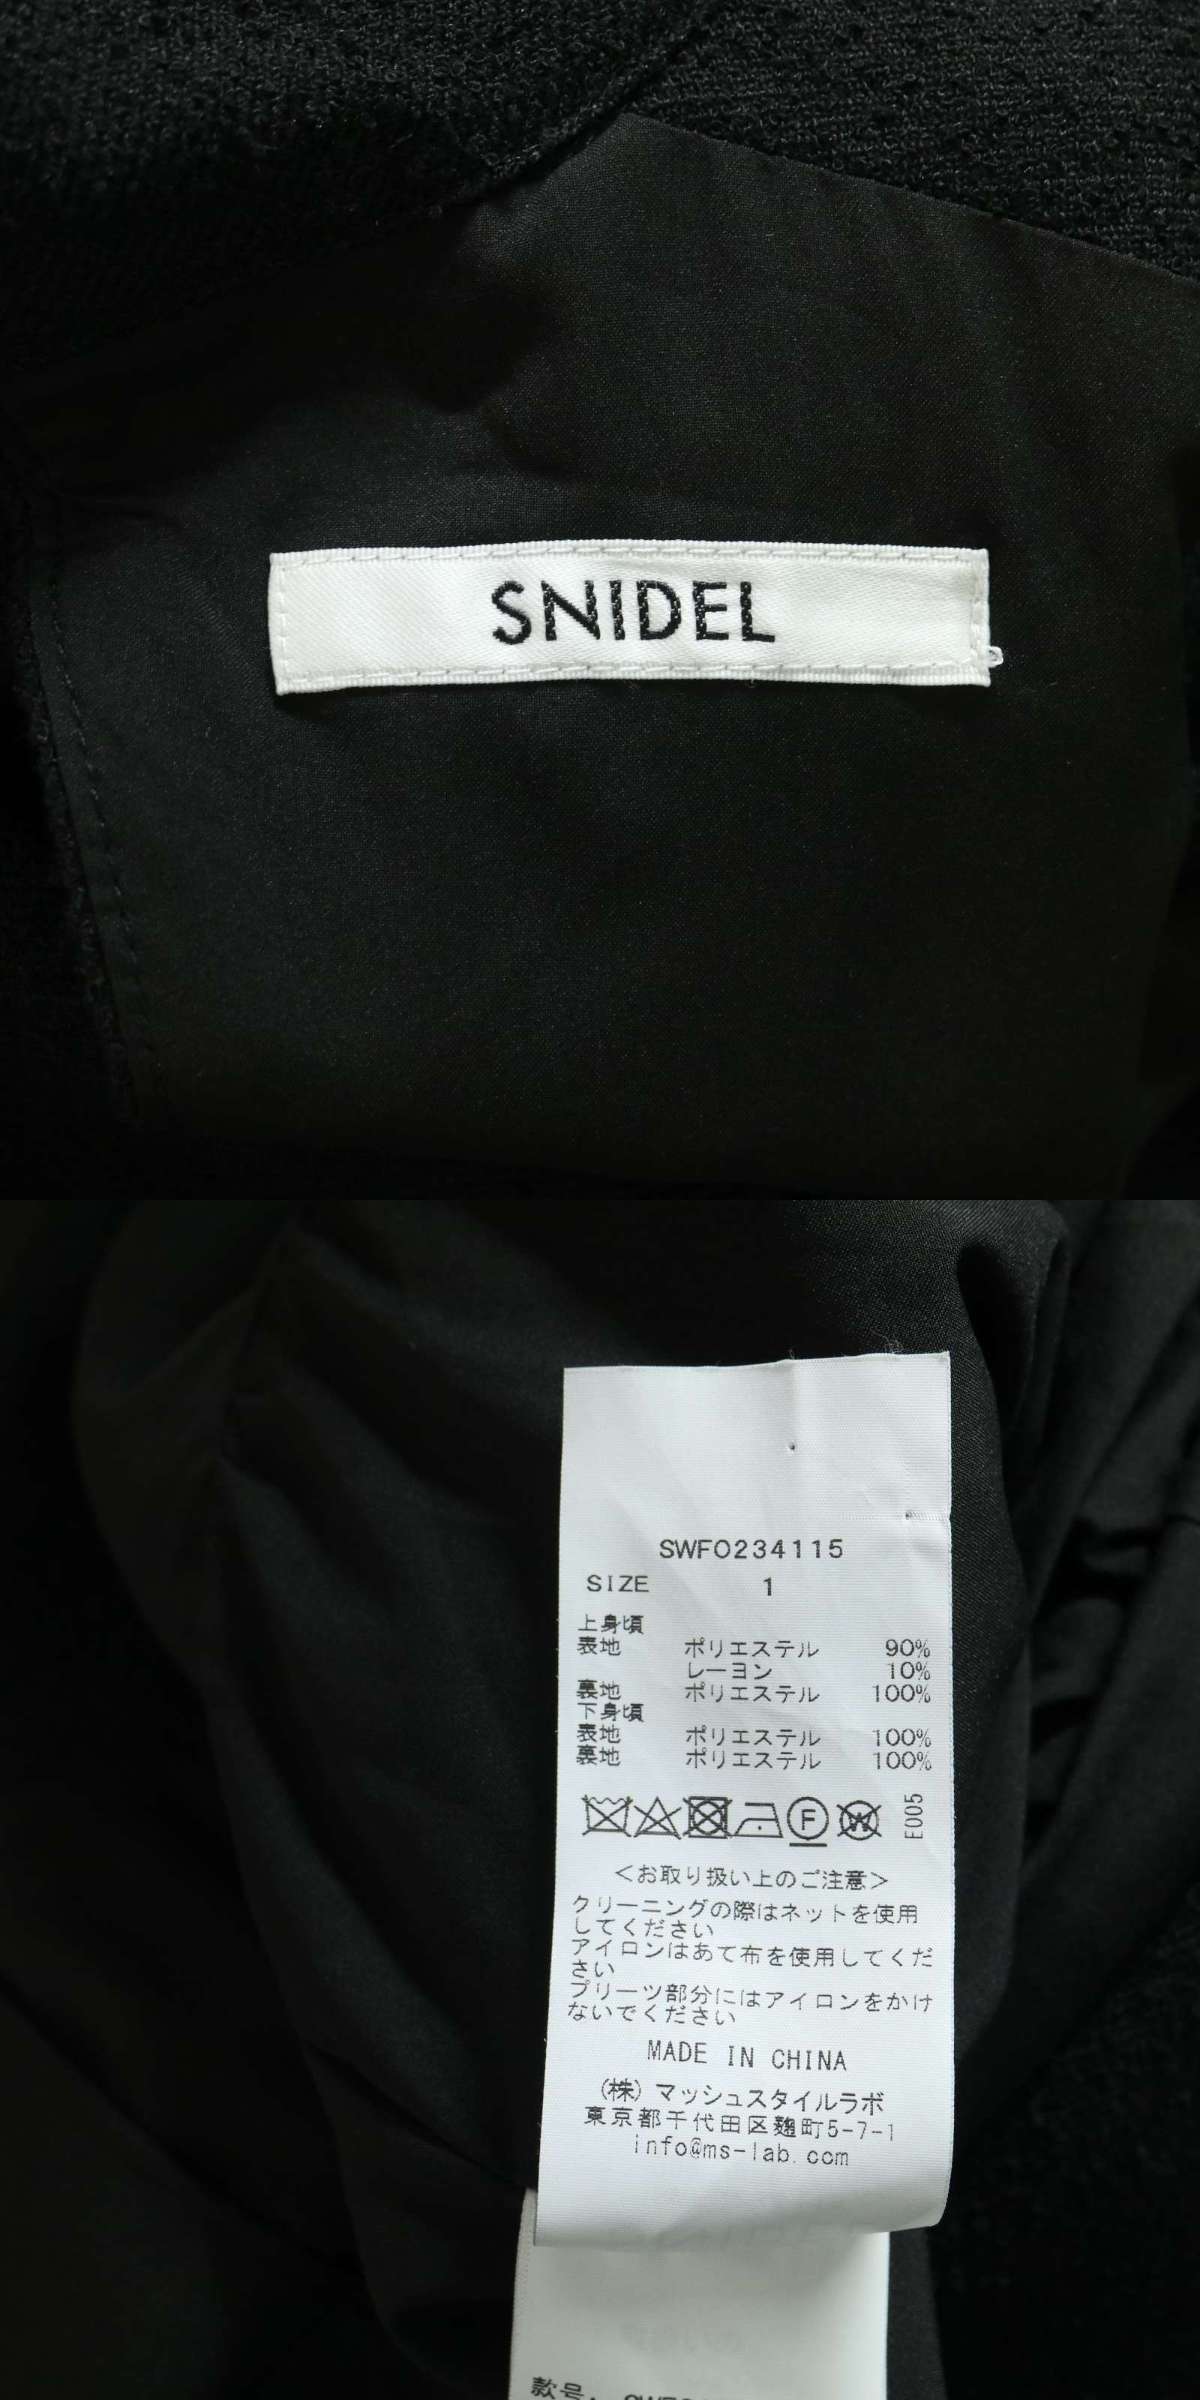 SNIDEL
SWFO234115
SIZE 1
上身頃
表地 ポリエステル 90%
レーヨン 10%
裏地 ポリエステル 100%
下身頃
表地 ポリエステル 100%
裏地 ポリエステル 100%
F W E005
＜お取り扱い上のご注意＞
クリーニングの際はネットを使用
してください
アイロンはあて布を使用してくだ
さい
プリーツ部分にはアイロンをかけ
ないでください
MADE IN CHINA
(株) マッシュスタイルラボ
東京都千代田区麹町5-7-1
info@ms-lab.com
款号: